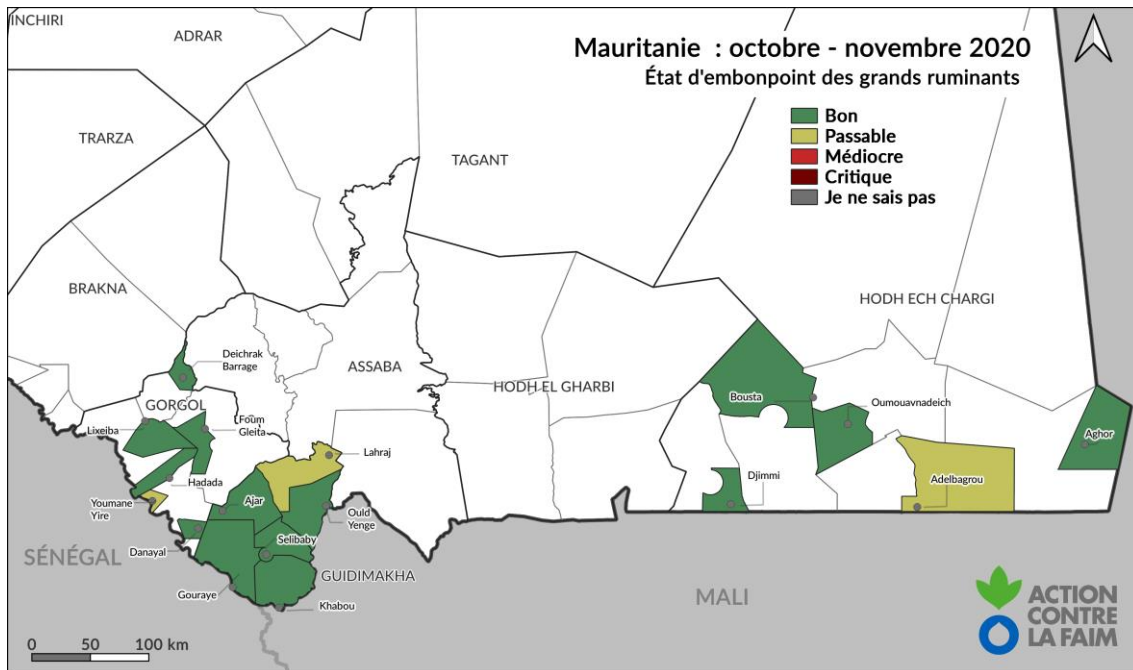 INCHIRI
ADRAR
Mauritanie : octobre - novembre 2020
État d'embonpoint des grands ruminants
Bon
Passable
Médiocre
Critique
Je ne sais pas
TRARZA
TAGANT
BRAKNA
HODH ECH CHARGI
Deichrak
Barrage
ASSABA
HODH EL GHARBI
GORGOL
Bousta
Oumouavnadeich
Lixeiba
Foum
Gleita
Aghor
Lahraj
Hadada
Djimmi
Adelbagrou
Youmane
Yire
Ajar
Ould
Yenge
Danayal
Selibaby
SÉNÉGAL
GUIDIMAKHA
Gouraye
Khabou
MALI
ACTION
CONTRE
LA FAIM
0 50 100 km